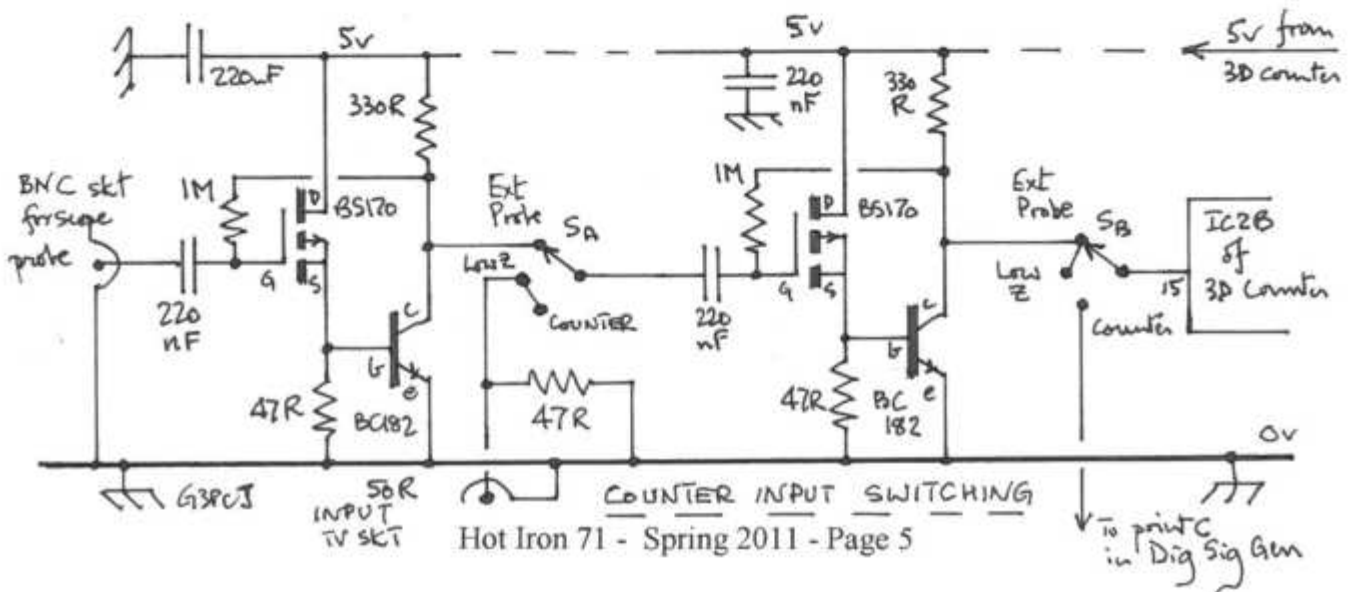 5v
5v
5v from
3D counter
220nF
220
nF
330R
330
R
BNC skt
for scope
probe
1M
D
BS170
G
S
220
nF
Ext
Probe
SA
Low Z
COUNTER
1M
D
BS170
G
S
220
nF
Ext
Probe
SB
Low
Z
Counter
15
IC2B
of
3D Counter
47R
b
c
e
BC182
47R
47R
b
c
e
BC
182
0v
G3PCJ
50R
INPUT
TV SKT
COUNTER INPUT SWITCHING
Hot Iron 71 - Spring 2011 - Page 5
To point C
in Dig Sig Gen